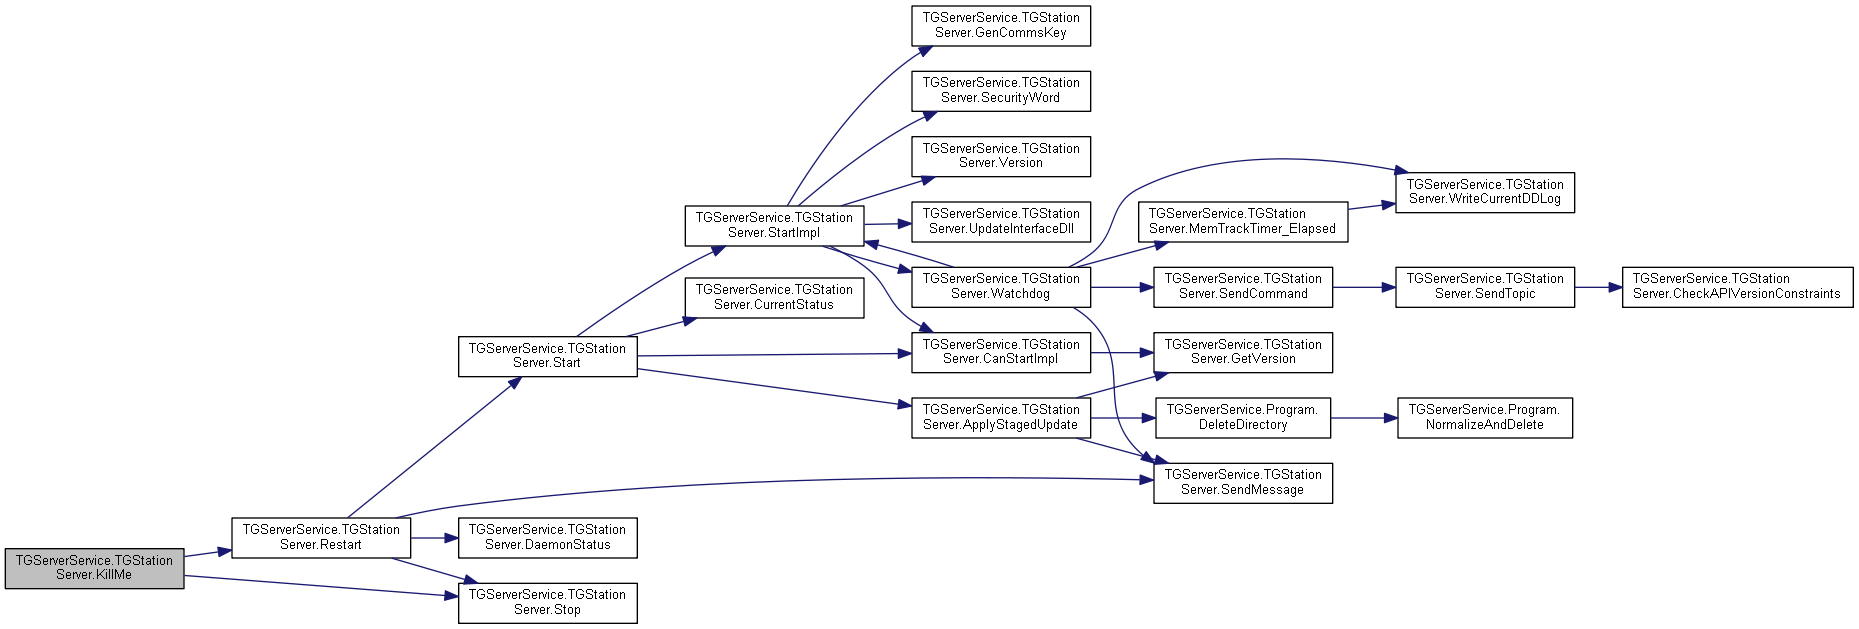 TGServerService.TGStation
Server.GenCommsKey
TGServerService.TGStation
Server.SecurityWord
TGServerService.TGStation
Server.Version
TGServerService.TGStation
Server.WriteCurrentDDLog
TGServerService.TGStation
Server.StartImpl
TGServerService.TGStation
Server.UpdateInterfaceDll
TGServerService.TGStation
Server.MemTrackTimer_Elapsed
TGServerService.TGStation
Server.CurrentStatus
TGServerService.TGStation
Server.Watchdog
TGServerService.TGStation
Server.SendCommand
TGServerService.TGStation
Server.SendTopic
TGServerService.TGStation
Server.CheckAPIVersionConstraints
TGServerService.TGStation
Server.Start
TGServerService.TGStation
Server.CanStartImpl
TGServerService.TGStation
Server.GetVersion
TGServerService.TGStation
Server.ApplyStagedUpdate
TGServerService.Program.
DeleteDirectory
TGServerService.Program.
NormalizeAndDelete
TGServerService.TGStation
Server.SendMessage
TGServerService.TGStation
Server.Restart
TGServerService.TGStation
Server.DaemonStatus
TGServerService.TGStation
Server.KillMe
TGServerService.TGStation
Server.Stop